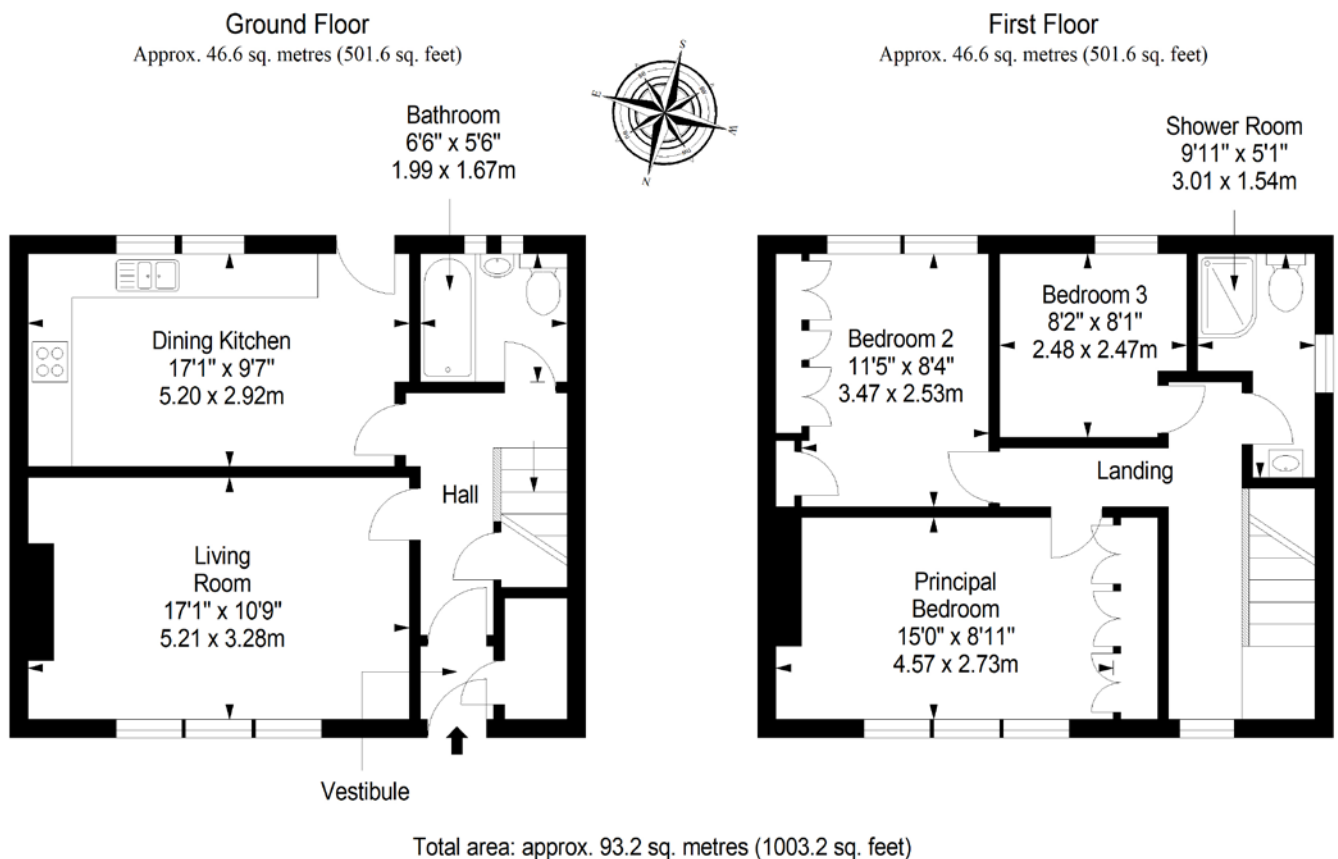 Ground Floor
Approx. 46.6 sq. metres (501.6 sq. feet)
First Floor
Approx. 46.6 sq. metres (501.6 sq. feet)
S
E
W
N
Bathroom
6'6" x 5'6"
1.99 x 1.67m
Shower Room
9'11" x 5'1"
3.01 x 1.54m
Dining Kitchen
17'1" x 9'7"
5.20 x 2.92m
Hall
Living
Room
17'1" x 10'9"
5.21 x 3.28m
Vestibule
Bedroom 2
11'5" x 8'4"
3.47 x 2.53m
Bedroom 3
8'2" x 8'1"
2.48 x 2.47m
Landing
Principal
Bedroom
15'0" x 8'11"
4.57 x 2.73m
Total area: approx. 93.2 sq. metres (1003.2 sq. feet)